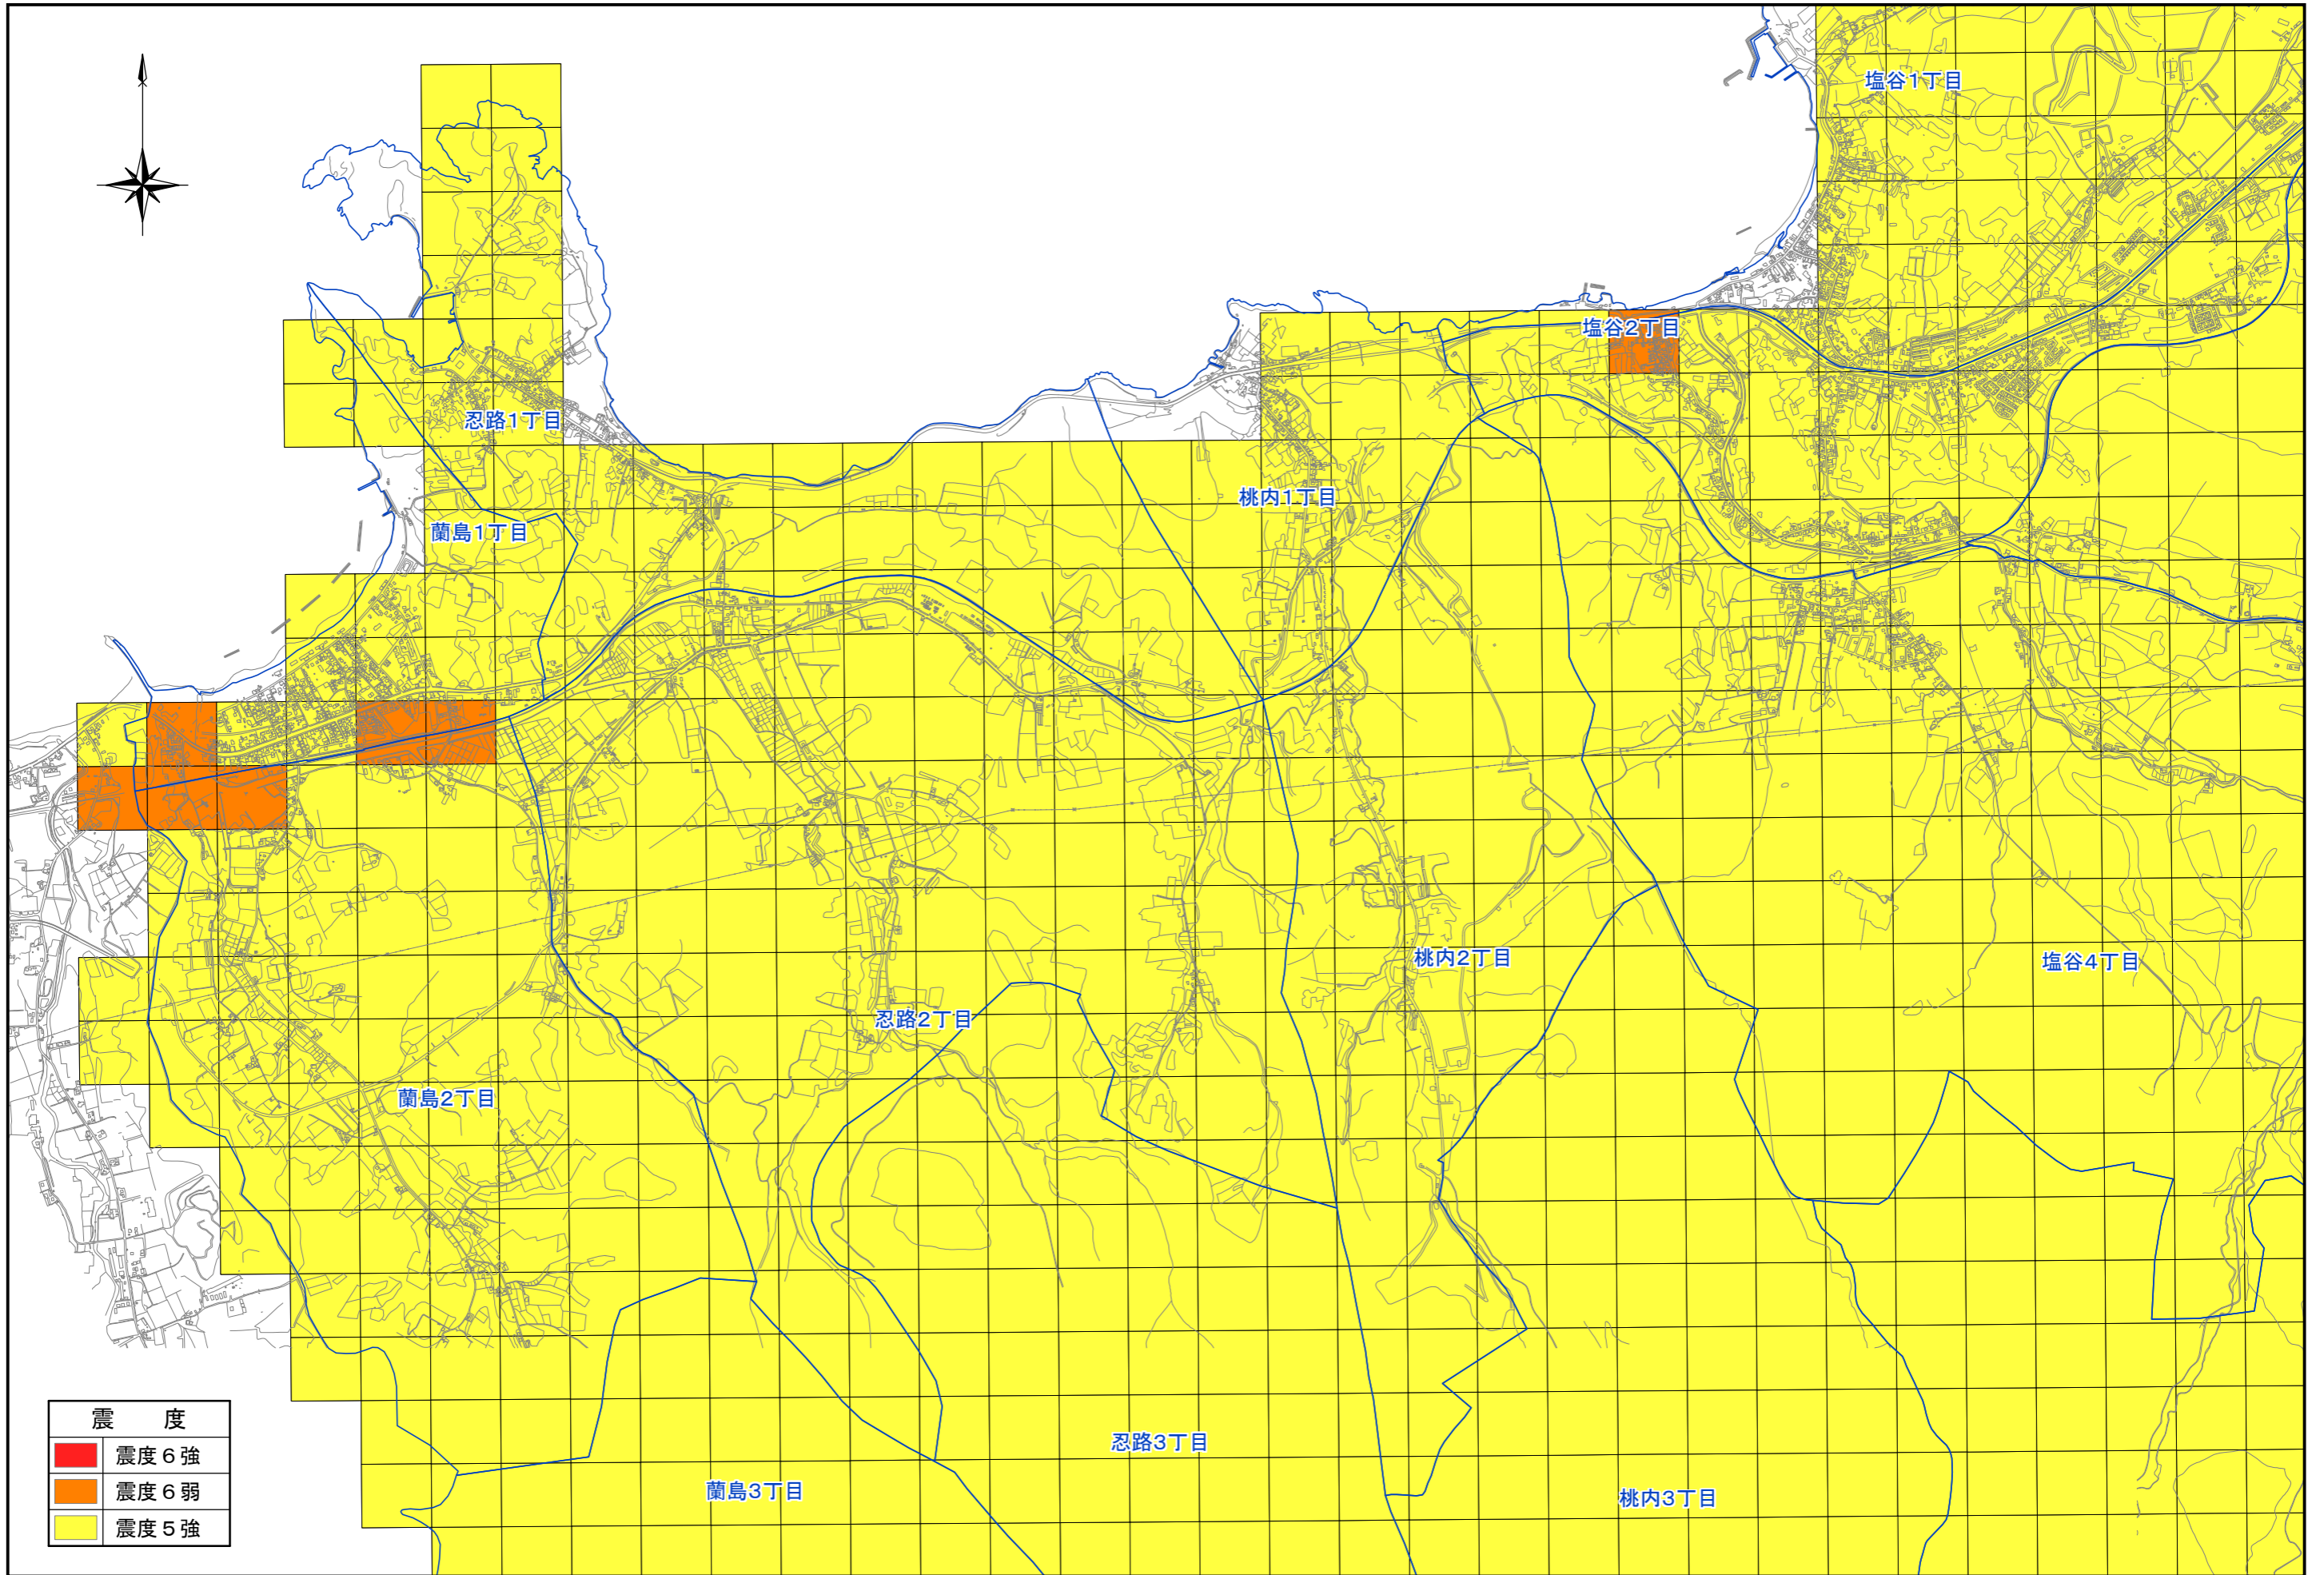 塩谷1丁目
塩谷2丁目
忍路1丁目
桃内1丁目
蘭島1丁目
桃内2丁目
塩谷4丁目
忍路2丁目
蘭島2丁目
忍路3丁目
蘭島3丁目
桃内3丁目
震 度
震度６強
震度６弱
震度５強